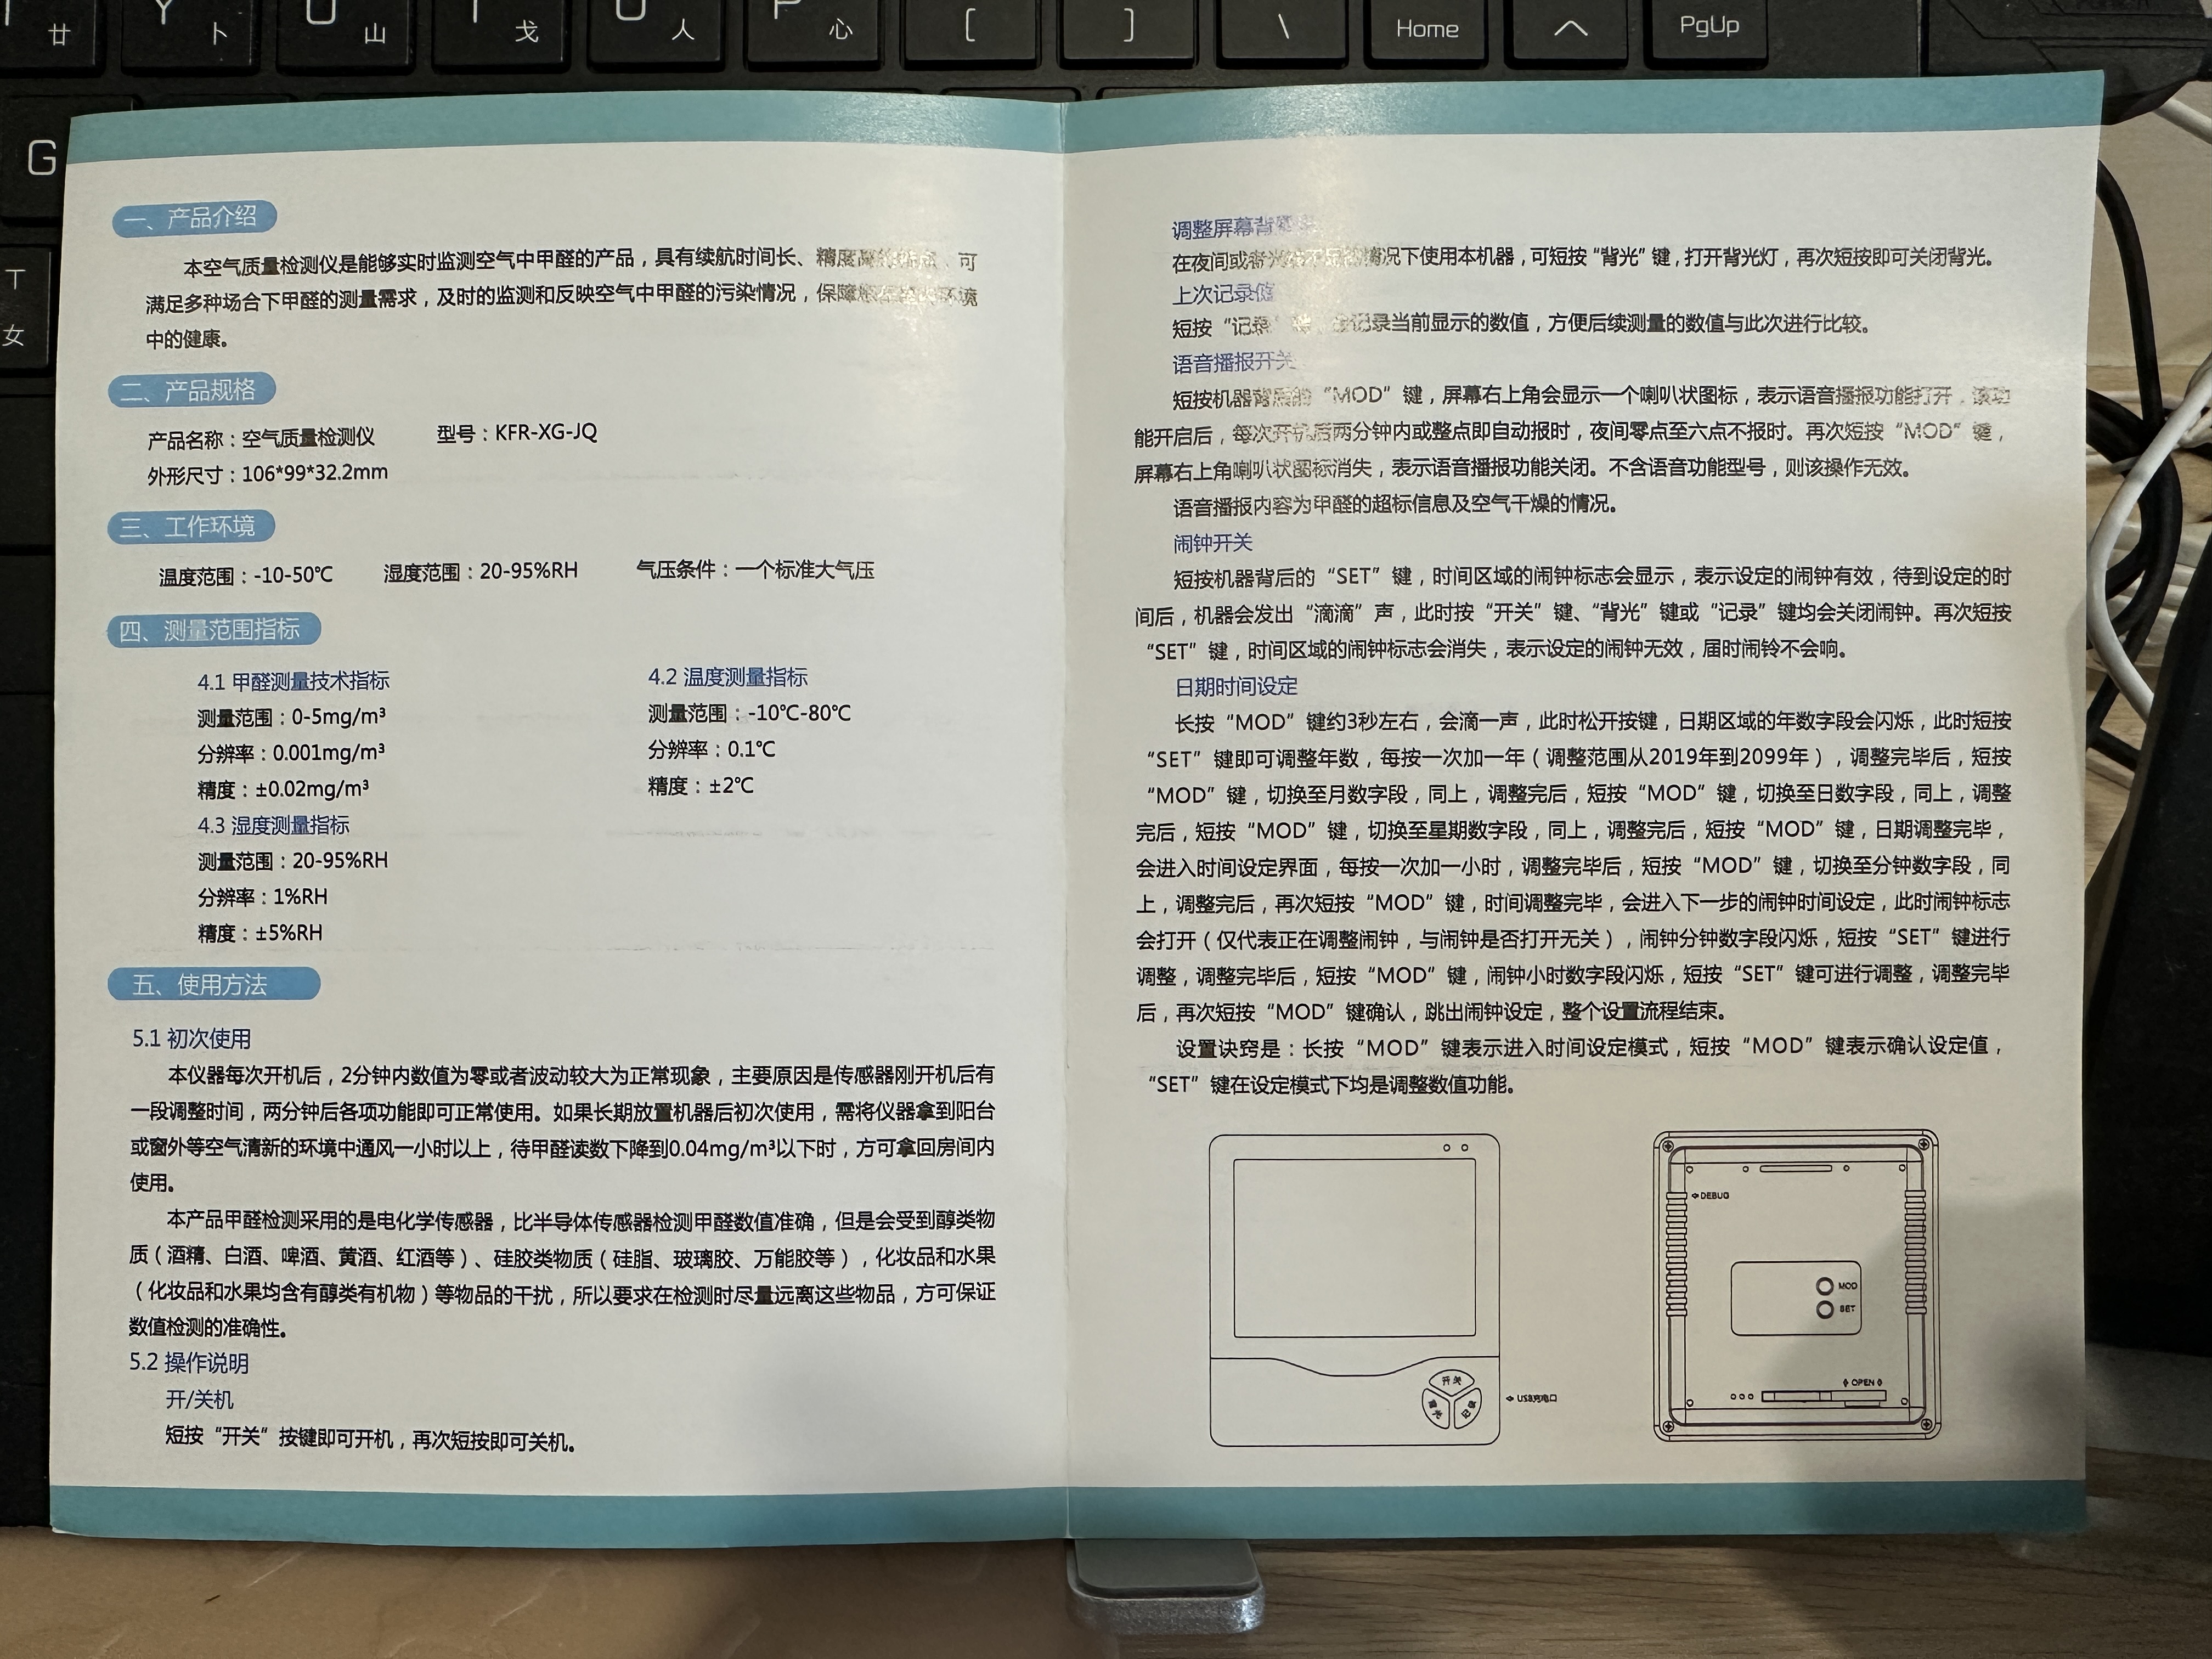 廿
Y
卜
U
山
I
戈
O
人
P
心
[
]
\
Home
PgUp
G
女
一、产品介绍
本空气质量检测仪是能够实时监测空气中甲醛的产品，具有续航时间长、精度 可
满足多种场合下甲醛的测量需求，及时的监测和反映空气中甲醛的污染情况，保障 环境
中的健康。
二、产品规格
产品名称：空气质量检测仪 型号：KFR-XG-JQ
外形尺寸：106*99*32.2mm
三、工作环境
温度范围：-10-50℃ 湿度范围：20-95%RH 气压条件：一个标准大气压
四、测量范围指标
4.1 甲醛测量技术指标
测量范围：0-5mg/m³
分辨率：0.001mg/m³
精度：±0.02mg/m³
4.2 温度测量指标
测量范围：-10℃-80℃
分辨率：0.1℃
精度：±2℃
4.3 湿度测量指标
测量范围：20-95%RH
分辨率：1%RH
精度：±5%RH
五、使用方法
5.1 初次使用
本仪器每次开机后，2分钟内数值为零或者波动较大为正常现象，主要原因是传感器刚开机后有
一段调整时间，两分钟后各项功能即可正常使用。如果长期放置机器后初次使用，需将仪器拿到阳台
或窗外等空气清新的环境中通风一小时以上，待甲醛读数下降到0.04mg/m³以下时，方可拿回房间内
使用。
本产品甲醛检测采用的是电化学传感器，比半导体传感器检测甲醛数值准确，但是会受到醇类物
质（酒精、白酒、啤酒、黄酒、红酒等）、硅胶类物质（硅脂、玻璃胶、万能胶等），化妆品和水果
（化妆品和水果均含有醇类有机物）等物品的干扰，所以要求在检测时尽量远离这些物品，方可保证
数值检测的准确性。
5.2 操作说明
开/关机
短按“开关”按键即可开机，再次短按即可关机。
调整屏幕背
在夜间或者 情况下使用本机器，可短按“背光”键，打开背光灯，再次短按即可关闭背光。
上次记录值
短按“记录” 记录当前显示的数值，方便后续测量的数值与此次进行比较。
语音播报开关
短按机器背后的“MOD”键，屏幕右上角会显示一个喇叭状图标，表示语音播报功能打开，该功
能开启后，每次开机后两分钟内或整点即自动报时，夜间零点至六点不报时。再次短按“MOD”键，
屏幕右上角喇叭状图标消失，表示语音播报功能关闭。不含语音功能型号，则该操作无效。
语音播报内容为甲醛的超标信息及空气干燥的情况。
闹钟开关
短按机器背后的“SET”键，时间区域的闹钟标志会显示，表示设定的闹钟有效，待到设定的时
间后，机器会发出“滴滴”声，此时按“开关”键、“背光”键或“记录”键均会关闭闹钟。再次短按
“SET”键，时间区域的闹钟标志会消失，表示设定的闹钟无效，届时闹铃不会响。
日期时间设定
长按“MOD”键约3秒左右，会滴一声，此时松开按键，日期区域的年数字段会闪烁，此时短按
“SET”键即可调整年数，每按一次加一年（调整范围从2019年到2099年），调整完毕后，短按
“MOD”键，切换至月数字段，同上，调整完后，短按“MOD”键，切换至日数字段，同上，调整
完后，短按“MOD”键，切换至星期数字段，同上，调整完后，短按“MOD”键，日期调整完毕，
会进入时间设定界面，每按一次加一小时，调整完毕后，短按“MOD”键，切换至分钟数字段，同
上，调整完后，再次短按“MOD”键，时间调整完毕，会进入下一步的闹钟时间设定，此时闹钟标志
会打开（仅代表正在调整闹钟，与闹钟是否打开无关），闹钟分钟数字段闪烁，短按“SET”键进行
调整，调整完毕后，短按“MOD”键，闹钟小时数字段闪烁，短按“SET”键可进行调整，调整完毕
后，再次短按“MOD”键确认，跳出闹钟设定，整个设置流程结束。
设置诀窍是：长按“MOD”键表示进入时间设定模式，短按“MOD”键表示确认设定值，
“SET”键在设定模式下均是调整数值功能。
开关
背光
记录
USB充电口
DEBUG
MOD
SET
OPEN